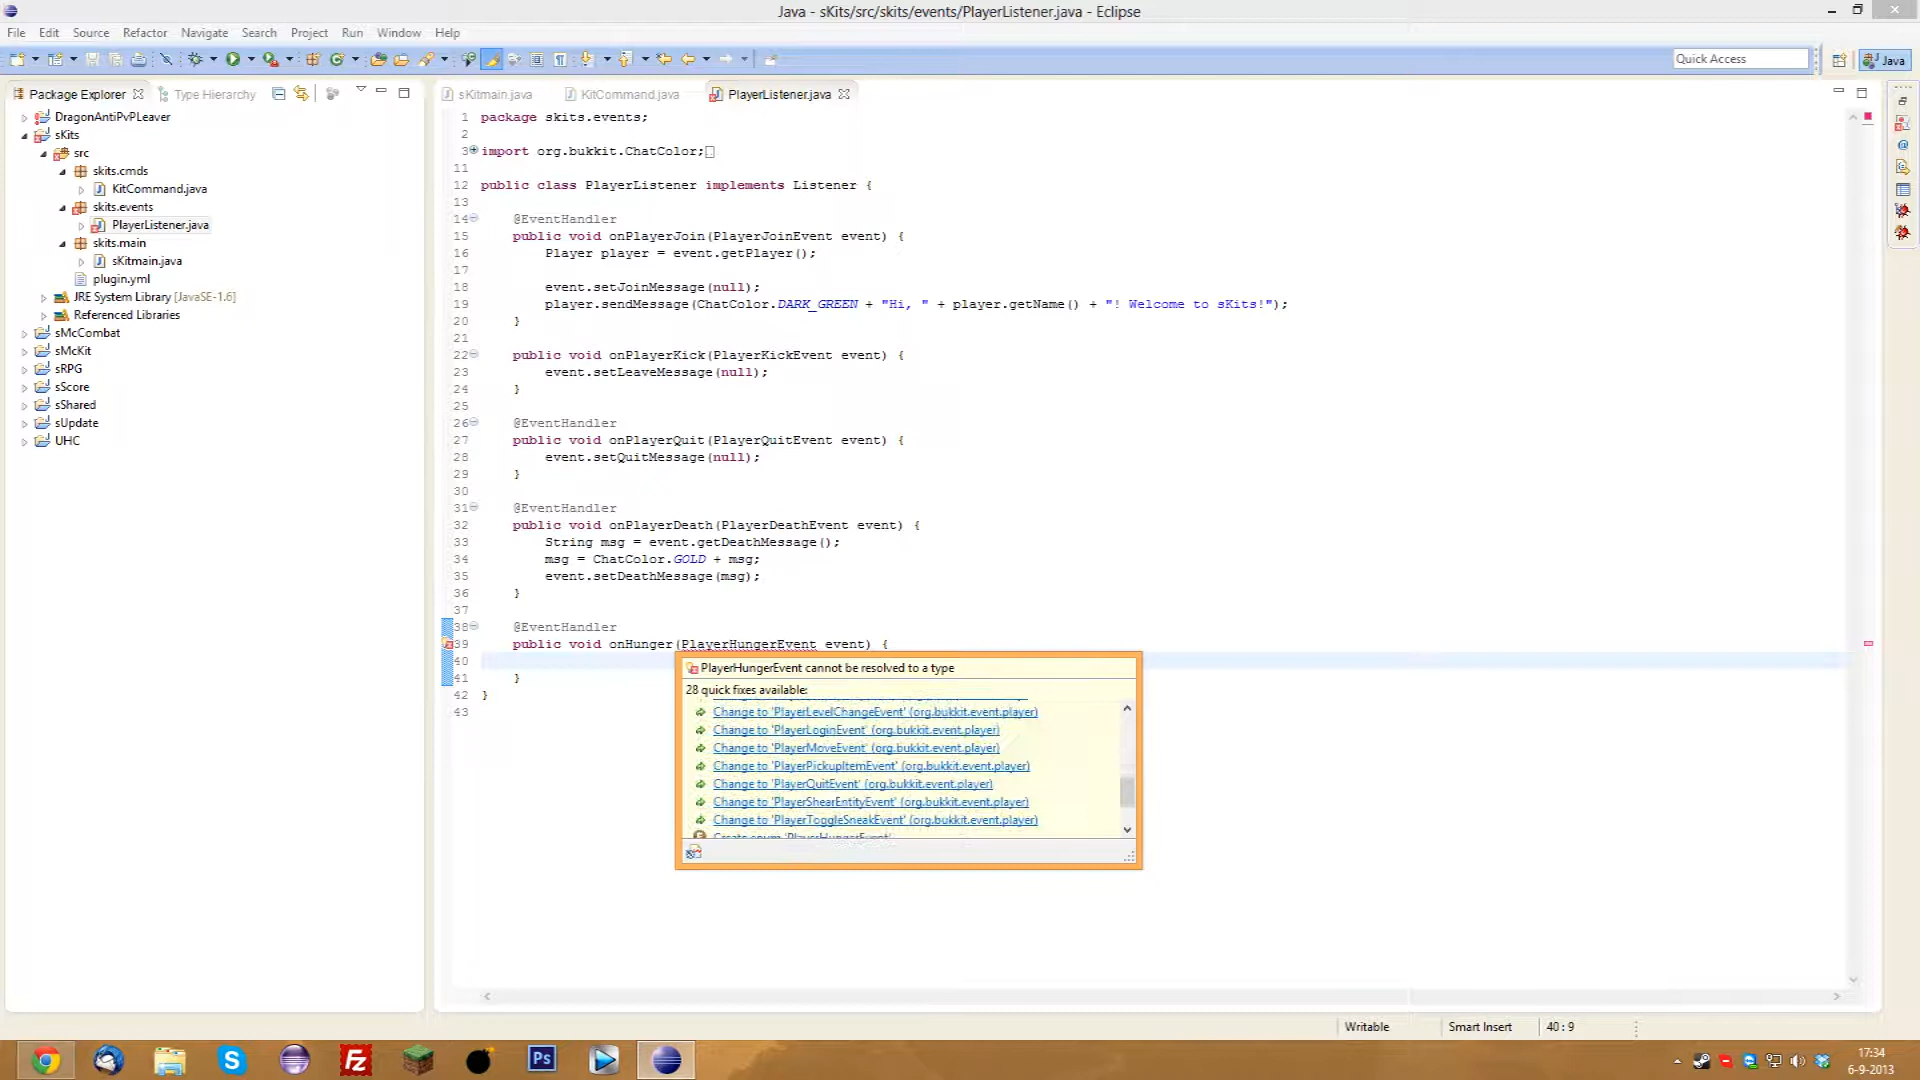 Java - sKits/src/skits/events/PlayerListener.java - Eclipse
File Edit Source Refactor Navigate Search Project Run Window Help
Quick Access
Java
Package Explorer
Type Hierarchy
sKitmain.java
KitCommand.java
PlayerListener.java
DragonAntiPvPLeaver
sKits
src
skits.cmds
KitCommand.java
skits.events
PlayerListener.java
skits.main
sKitmain.java
plugin.yml
JRE System Library [JavaSE-1.6]
Referenced Libraries
sMcCombat
sMcKit
sRPG
sScore
sShared
sUpdate
UHC
1 package skits.events;
2
3 import org.bukkit.ChatColor;
11
12 public class PlayerListener implements Listener {
13
14 @EventHandler
15 public void onPlayerJoin(PlayerJoinEvent event) {
16 Player player = event.getPlayer();
17
18 event.setJoinMessage(null);
19 player.sendMessage(ChatColor.DARK_GREEN + "Hi, " + player.getName() + "! Welcome to sKits!");
20 }
21
22 public void onPlayerKick(PlayerKickEvent event) {
23 event.setLeaveMessage(null);
24 }
25
26 @EventHandler
27 public void onPlayerQuit(PlayerQuitEvent event) {
28 event.setQuitMessage(null);
29 }
30
31 @EventHandler
32 public void onPlayerDeath(PlayerDeathEvent event) {
33 String msg = event.getDeathMessage();
34 msg = ChatColor.GOLD + msg;
35 event.setDeathMessage(msg);
36 }
37
38 @EventHandler
39 public void onHunger(PlayerHungerEvent event) {
40
41 }
42 }
43
PlayerHungerEvent cannot be resolved to a type
28 quick fixes available:
Change to 'PlayerLevelChangeEvent' (org.bukkit.event.player)
Change to 'PlayerLoginEvent' (org.bukkit.event.player)
Change to 'PlayerMoveEvent' (org.bukkit.event.player)
Change to 'PlayerPickupItemEvent' (org.bukkit.event.player)
Change to 'PlayerQuitEvent' (org.bukkit.event.player)
Change to 'PlayerShearEntityEvent' (org.bukkit.event.player)
Change to 'PlayerToggleSneakEvent' (org.bukkit.event.player)
Create enum 'PlayerHungerEvent'
Writable
Smart Insert
40 : 9
Ps
17:34
6-9-2013